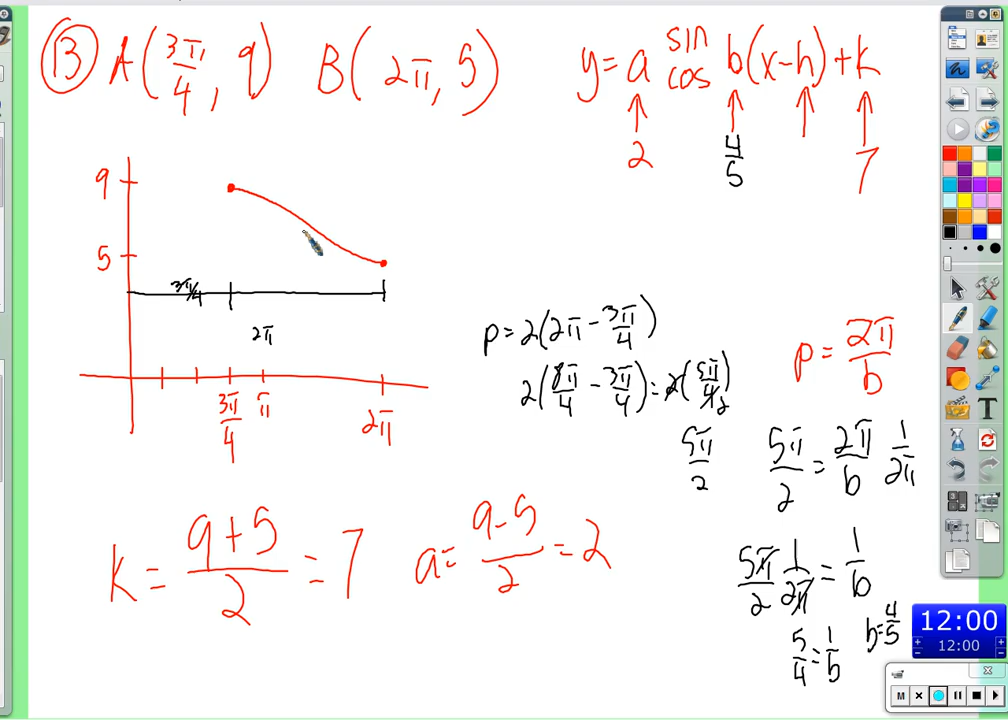 13 A(3π/4, 9) B(2π, 5)
y = a sin cos b(x-h)+k
2 4/5 7
9
5
3π/4
2π
3π/4 π 2π
p = 2(2π - 3π/4)
2(8π/4 - 3π/4) = 2(5π/4) 2
5π/2
p = 2π/b
5π/2 = 2π/b 1/2π
5π/2 1/2π = 1/b
5/4 = 1/b b = 4/5
k = 9+5/2 = 7 a = 9-5/2 = 2
12:00
12:00
M